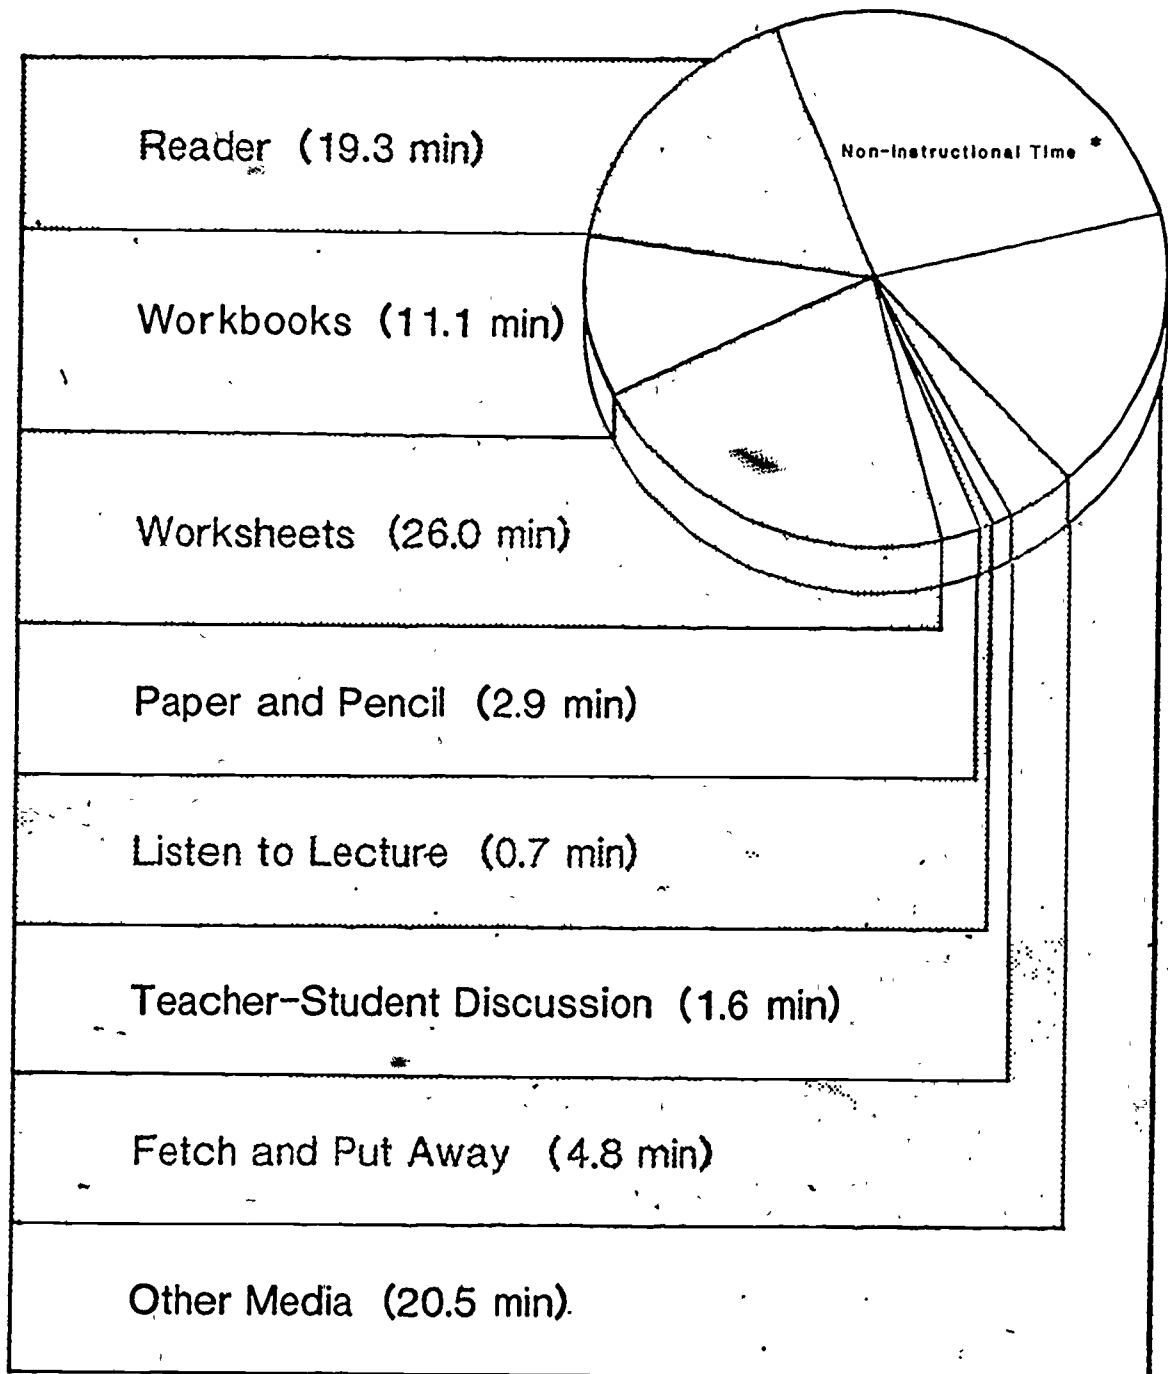 Reader (19.3 min)
Non-Instructional Time *
Workbooks (11.1 min)
Worksheets (26.0 min)
Paper and Pencil (2.9 min)
Listen to Lecture (0.7 min)
Teacher-Student Discussion (1.6 min)
Fetch and Put Away (4.8 min)
Other Media (20.5 min)